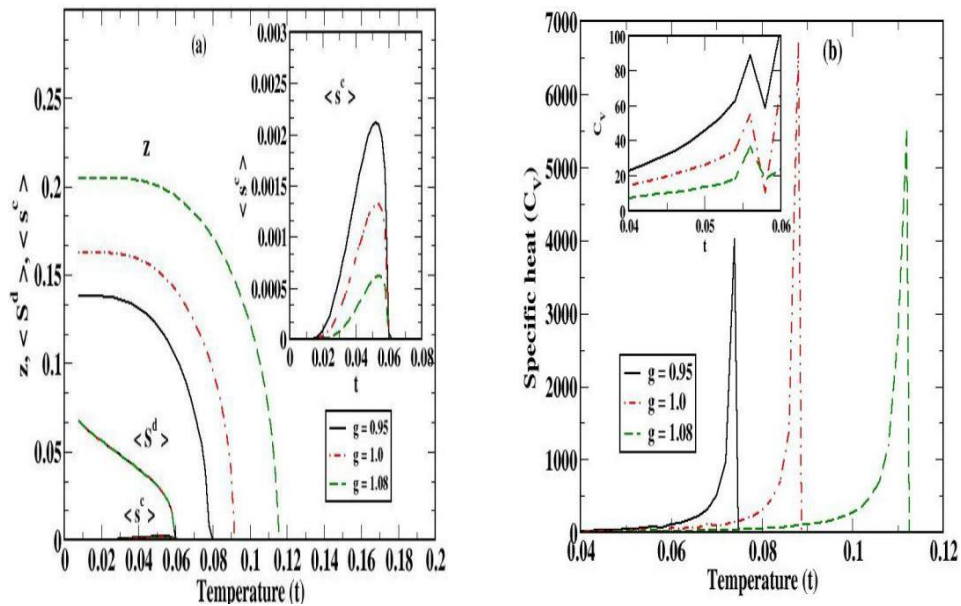 (a)
0.003
0.0025
0.002
0.0015
0.001
0.0005
0
<s^c>
<s^c>
0 0.02 0.04 0.06 0.08
t
z, <S^d>, <s^c>
0.25
0.2
0.15
0.1
0.05
0
z
<S^d>
<s^c>
g = 0.95
g = 1.0
g = 1.08
0.02 0.04 0.06 0.08 0.1 0.12 0.14 0.16 0.18 0.2
Temperature (t)
(b)
7000
6000
5000
4000
3000
2000
1000
0
Specific heat (C_v)
100
80
60
40
20
0
C_v
0.04 0.05 0.06
t
g = 0.95
g = 1.0
g = 1.08
0.04 0.06 0.08 0.1 0.12
Temperature (t)